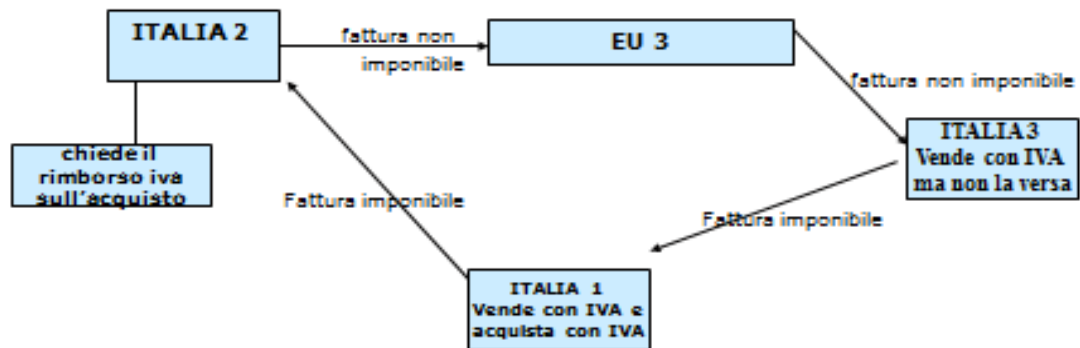 ITALIA 2
fattura non
imponibile
EU 3
fattura non imponibile
ITALIA 3
Vende con IVA
ma non la versa
chiede il
rimborso iva
sull'acquisto
Fattura imponibile
Fattura imponibile
ITALIA 1
Vende con IVA e
acquista con IVA